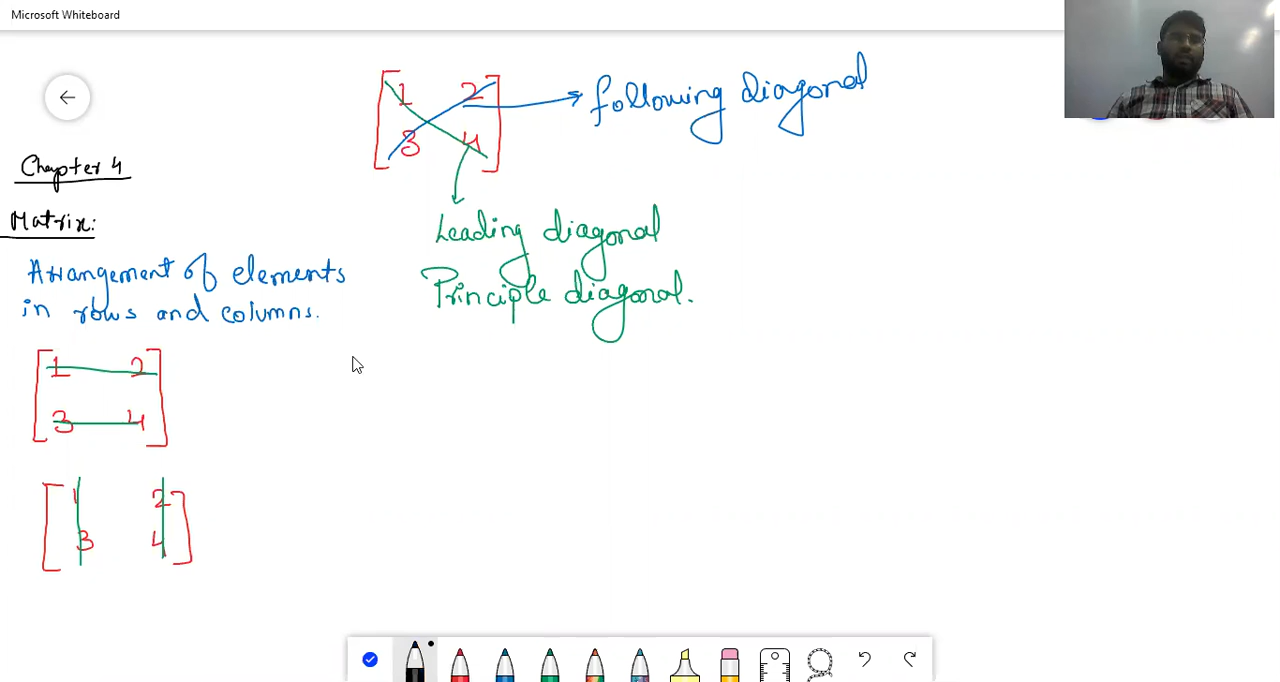 Microsoft Whiteboard
Chapter 4
Matrix:
Arrangement of elements
in rows and columns.
1 2
3 4
1 2
3 4
1 2
3 4
following diagonal
Leading diagonal
Principle diagonal.